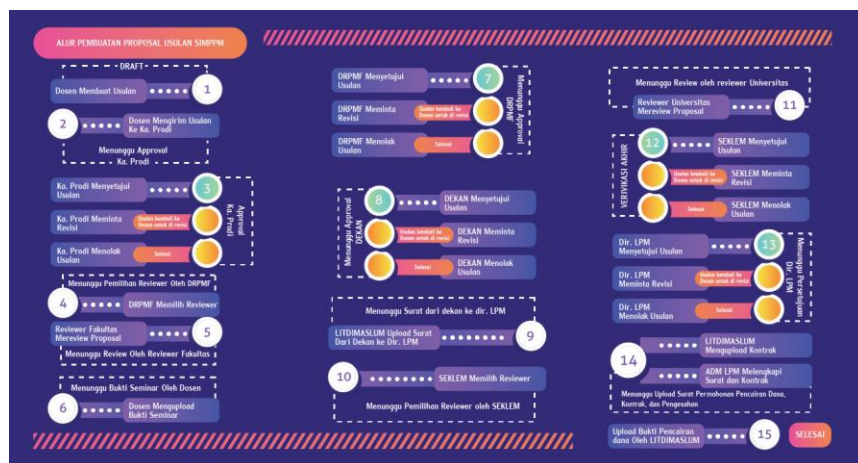 ALUR PEMBUATAN PROPOSAL USULAN SIMPPM
DRAFT
Dosen Membuat Usulan
1
2
Dosen Mengirim Usulan
Ke Ka. Prodi
Menunggu Approval
Ka. Prodi
Ka. Prodi Menyetujui
Usulan
3
Ka. Prodi Meminta
Revisi
Usulan kembali ke
Dosen untuk di revisi
Ka. Prodi Menolak
Usulan
Selesai
Approval
Ka. Prodi
Menunggu Pemilihan Reviewer Oleh DRPMF
4
DRPMF Memilih Reviewer
Reviewer Fakultas
Mereview Proposal
5
Menunggu Review Oleh Reviewer Fakultas
Menunggu Bukti Seminar Oleh Dosen
6
Dosen Mengupload
Bukti Seminar
DRPMF Menyetujui
Usulan
7
DRPMF Meminta
Revisi
Usulan kembali ke
Dosen untuk di revisi
DRPMF Menolak
Usulan
Selesai
Menunggu Approval
DRPMF
8
DEKAN Menyetujui
Usulan
Usulan kembali ke
Dosen untuk di revisi
DEKAN Meminta
Revisi
Selesai
DEKAN Menolak
Usulan
Menunggu Approval
DEKAN
Menunggu Surat dari dekan ke dir. LPM
LITDIMASLUM Upload Surat
Dari Dekan ke Dir. LPM
9
10
SEKLEM Memilih Reviewer
Menunggu Pemilihan Reviewer oleh SEKLEM
Menunggu Review oleh reviewer Universitas
Reviewer Universitas
Mereview Proposal
11
12
SEKLEM Menyetujui
Usulan
Usulan kembali ke
Dosen untuk di revisi
SEKLEM Meminta
Revisi
Selesai
SEKLEM Menolak
Usulan
VERIVIKASI AKHIR
Dir. LPM
Menyetujui Usulan
13
Dir. LPM
Meminta Revisi
Usulan kembali ke
Dosen untuk di revisi
Dir. LPM
Menolak Usulan
Selesai
Menunggu Persetujuan
Dir. LPM
14
LITDIMASLUM
Mengupload Kontrak
ADM LPM Melengkapi
Surat dan Kontrak
Menunggu Upload Surat Permohonan Pencairan Dana,
Kontrak, dan Pengesahan
Upload Bukti Pencairan
dana Oleh LITDIMASLUM
15
SELESAI